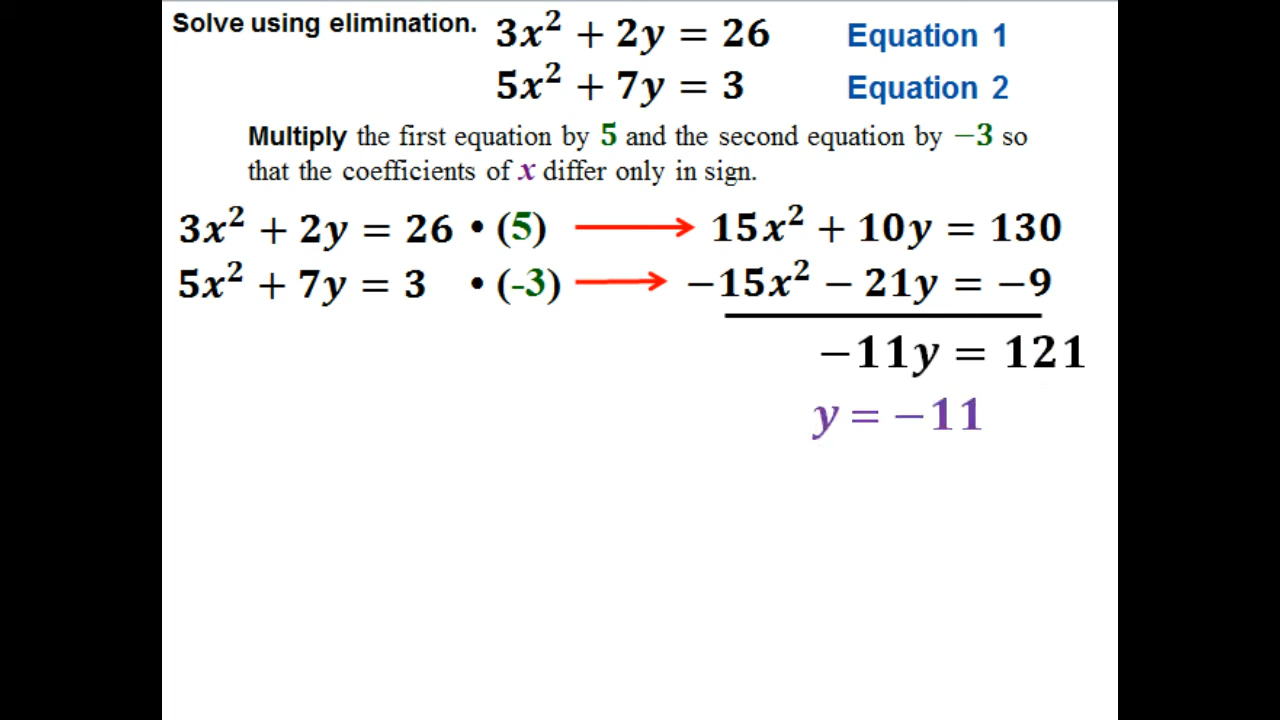 Solve using elimination. 3x² + 2y = 26 Equation 1
5x² + 7y = 3 Equation 2
Multiply the first equation by 5 and the second equation by −3 so
that the coefficients of x differ only in sign.
3x² + 2y = 26 • (5) ⟶ 15x² + 10y = 130
5x² + 7y = 3 • (-3) ⟶ −15x² − 21y = −9
−11y = 121
y = −11